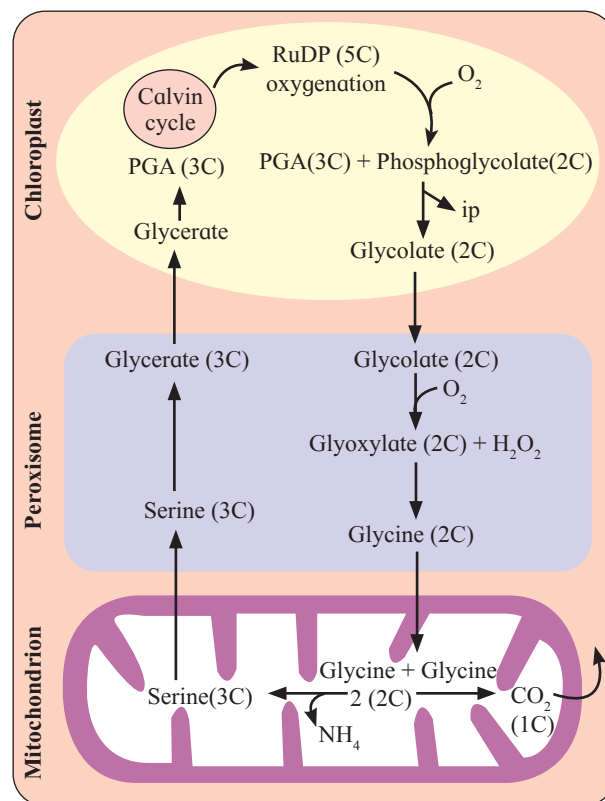 Chloroplast
RuDP (5C)
oxygenation
O₂
Calvin
cycle
PGA (3C)
PGA(3C) + Phosphoglycolate(2C)
ip
Glycerate
Glycolate (2C)
Peroxisome
Glycerate (3C)
Glycolate (2C)
O₂
Glyoxylate (2C) + H₂O₂
Serine (3C)
Glycine (2C)
Mitochondrion
Glycine + Glycine
Serine(3C)
2 (2C)
CO₂
(1C)
NH₄